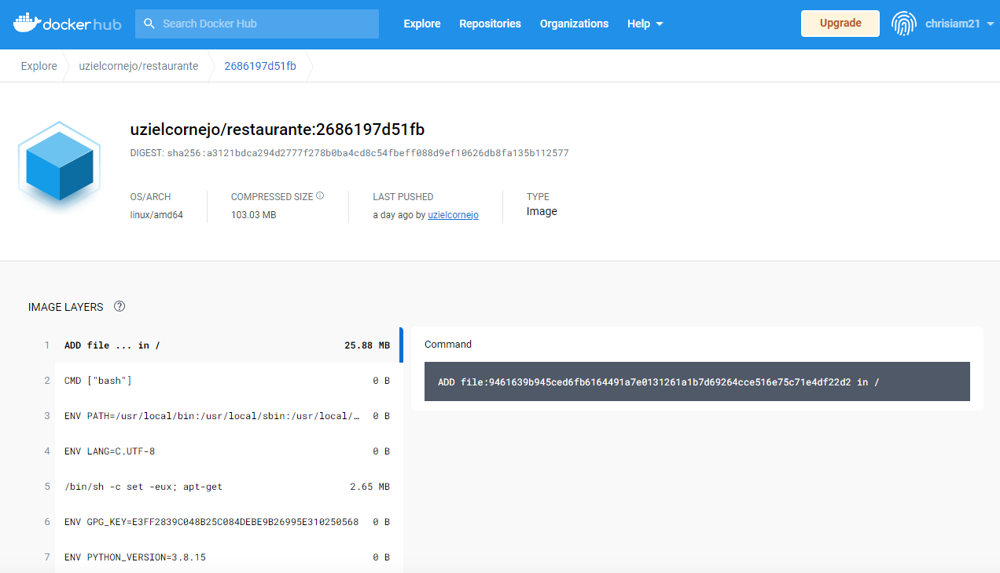 docker hub Search Docker Hub Explore Repositories Organizations Help Upgrade chrisiam21
Explore uzielcornejo/restaurante 2686197d51fb
uzielcornejo/restaurante:2686197d51fb
DIGEST: sha256:a3121bdca294d2777f278b0ba4cd8c54fbeff088d9ef10626db8fa135b112577
OS/ARCH COMPRESSED SIZE LAST PUSHED TYPE
linux/amd64 103.03 MB a day ago by uzielcornejo Image
IMAGE LAYERS
1 ADD file ... in / 25.88 MB
2 CMD ["bash"] 0 B
3 ENV PATH=/usr/local/bin:/usr/local/sbin:/usr/local/… 0 B
4 ENV LANG=C.UTF-8 0 B
5 /bin/sh -c set -eux; apt-get 2.65 MB
6 ENV GPG_KEY=E3FF2839C048B25C084DEBE9B26995E310250568 0 B
7 ENV PYTHON_VERSION=3.8.15 0 B
Command
ADD file:9461639b945ced6fb6164491a7e0131261a1b7d69264cce516e75c71e4df22d2 in /